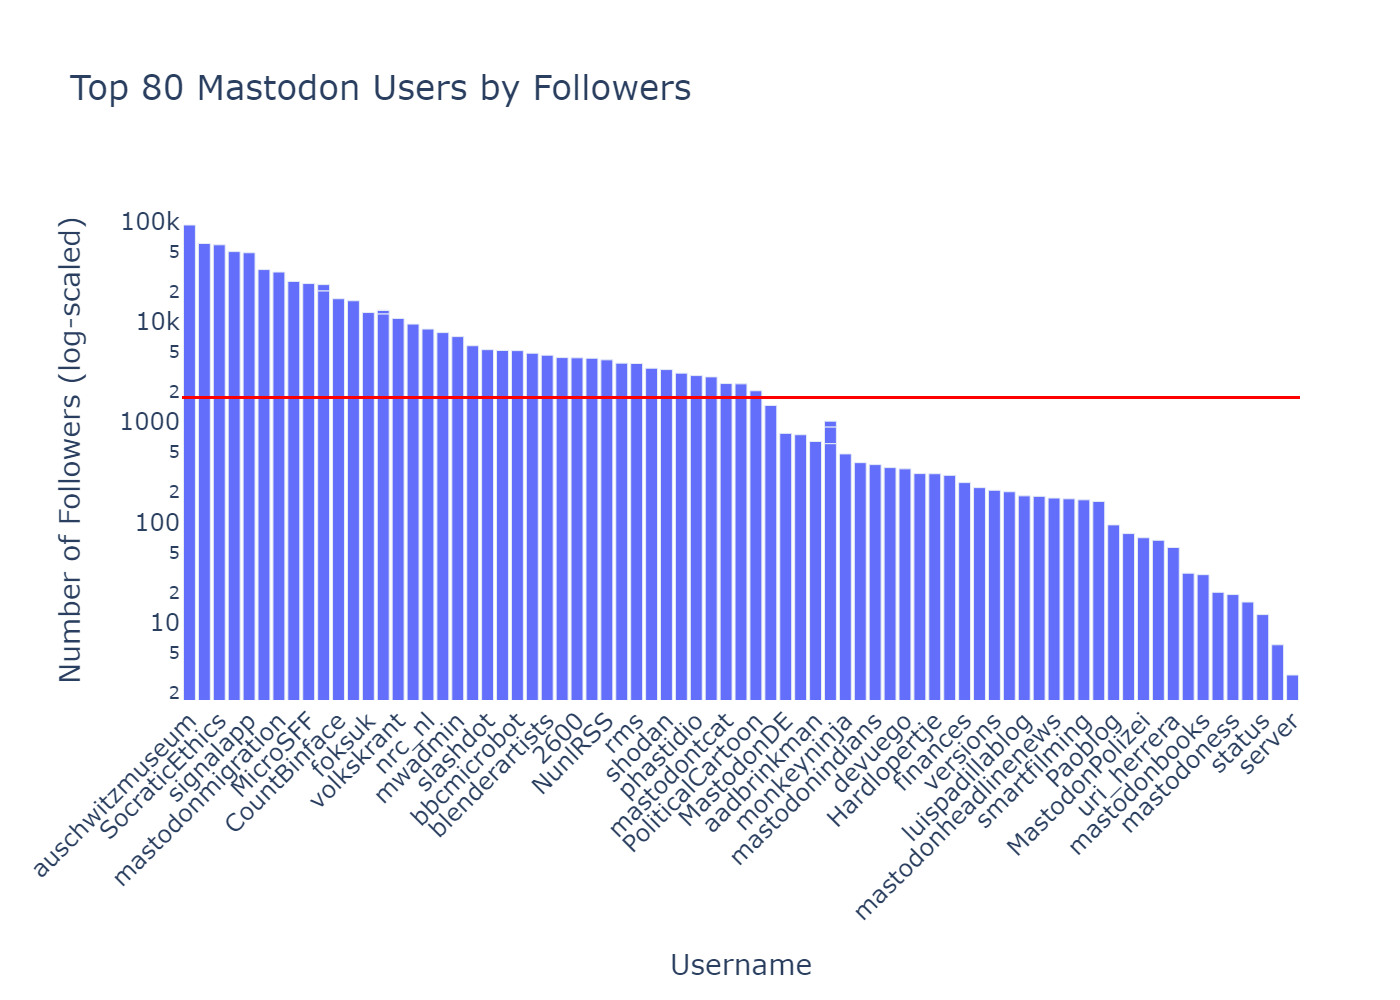 Top 80 Mastodon Users by Followers
Number of Followers (log-scaled)
100k
5
2
10k
5
2
1000
5
2
100
5
2
10
5
2
auschwitzmuseum
SocraticEthics
signalapp
mastodonmigration
MicroSFF
CountBinface
foksuk
volkskrant
nrc_nl
mwadmin
slashdot
bbcmicrobot
blenderartists
2600
NunIRSS
rms
shodan
phastidio
mastodontcat
PoliticalCartoon
MastodonDE
aadbrinkman
monkeyninja
mastodonindians
devuego
Hardlopertje
finances
versions
luispadillablog
mastodonheadlinenews
smartfilming
Paoblog
MastodonPolizei
uri_herrera
mastodonbooks
mastodoness
status
server
Username